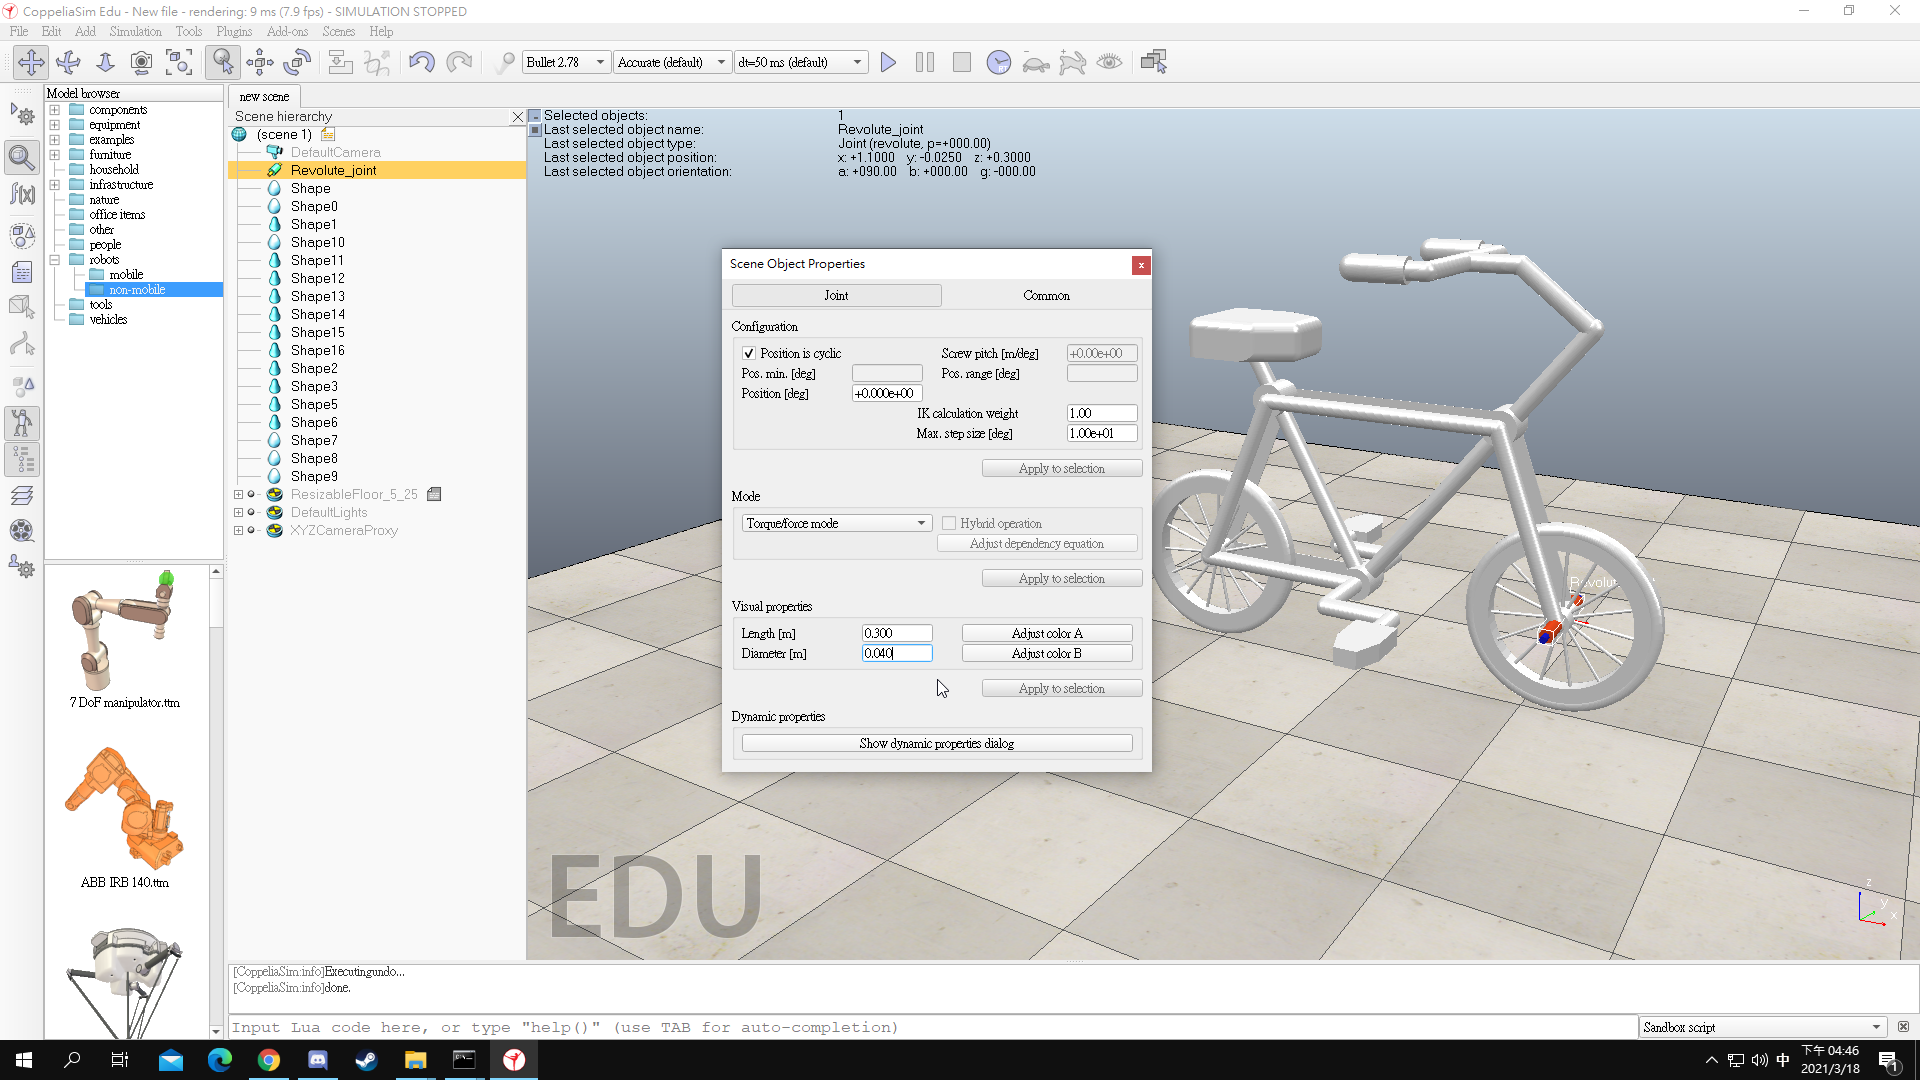 CoppeliaSim Edu - New file - rendering: 9 ms (7.9 fps) - SIMULATION STOPPED
File Edit Add Simulation Tools Plugins Add-ons Scenes Help
Bullet 2.78 Accurate (default) dt=50 ms (default)
Model browser
components
equipment
examples
furniture
household
infrastructure
nature
office items
other
people
robots
mobile
non-mobile
tools
vehicles
7 DoF manipulator.ttm
ABB IRB 140.ttm
new scene
Scene hierarchy
(scene 1)
DefaultCamera
Revolute_joint
Shape
Shape0
Shape1
Shape10
Shape11
Shape12
Shape13
Shape14
Shape15
Shape16
Shape2
Shape3
Shape5
Shape6
Shape7
Shape8
Shape9
ResizableFloor_5_25
DefaultLights
XYZCameraProxy
Selected objects: 1
Last selected object name: Revolute_joint
Last selected object type: Joint (revolute, p=+000.00)
Last selected object position: x: +1.1000 y: -0.0250 z: +0.3000
Last selected object orientation: a: +090.00 b: +000.00 g: -000.00
Scene Object Properties
x
Joint Common
Configuration
Position is cyclic Screw pitch [m/deg] +0.00e+00
Pos. min. [deg] Pos. range [deg]
Position [deg] +0.000e+00
IK calculation weight 1.00
Max. step size [deg] 1.00e+01
Apply to selection
Mode
Torque/force mode Hybrid operation
Adjust dependency equation
Apply to selection
Visual properties
Length [m] 0.300 Adjust color A
Diameter [m] 0.040 Adjust color B
Apply to selection
Dynamic properties
Show dynamic properties dialog
Revolut
EDU
z
y
x
[CoppeliaSim:info]Executingundo...
[CoppeliaSim:info]done.
Input Lua code here, or type "help()" (use TAB for auto-completion)
Sandbox script
中
下午 04:46
2021/3/18
1